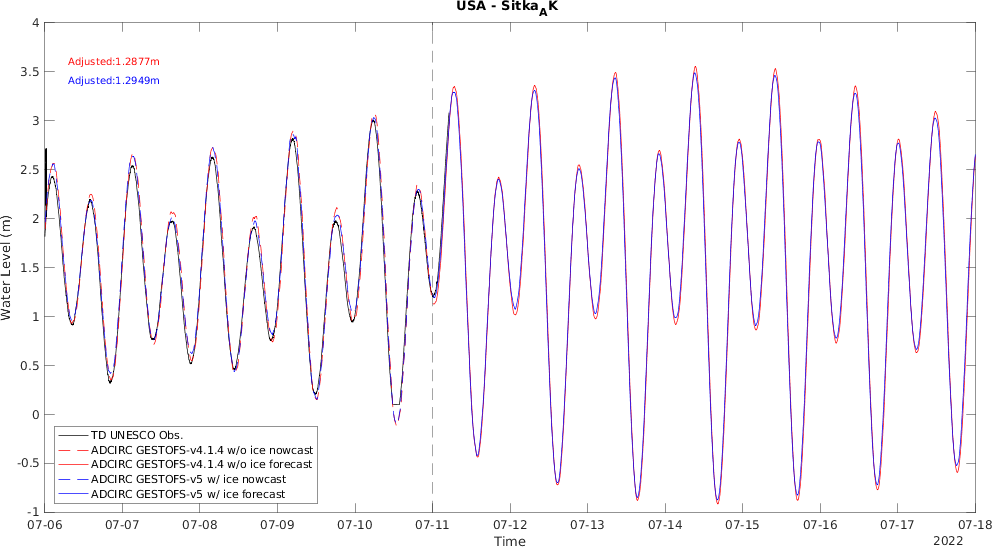 USA - Sitka_AK
Adjusted:1.2877m
Adjusted:1.2949m
Water Level (m)
4
3.5
3
2.5
2
1.5
1
0.5
0
-0.5
-1
TD UNESCO Obs.
ADCIRC GESTOFS-v4.1.4 w/o ice nowcast
ADCIRC GESTOFS-v4.1.4 w/o ice forecast
ADCIRC GESTOFS-v5 w/ ice nowcast
ADCIRC GESTOFS-v5 w/ ice forecast
07-06 07-07 07-08 07-09 07-10 07-11 07-12 07-13 07-14 07-15 07-16 07-17 07-18
Time
2022